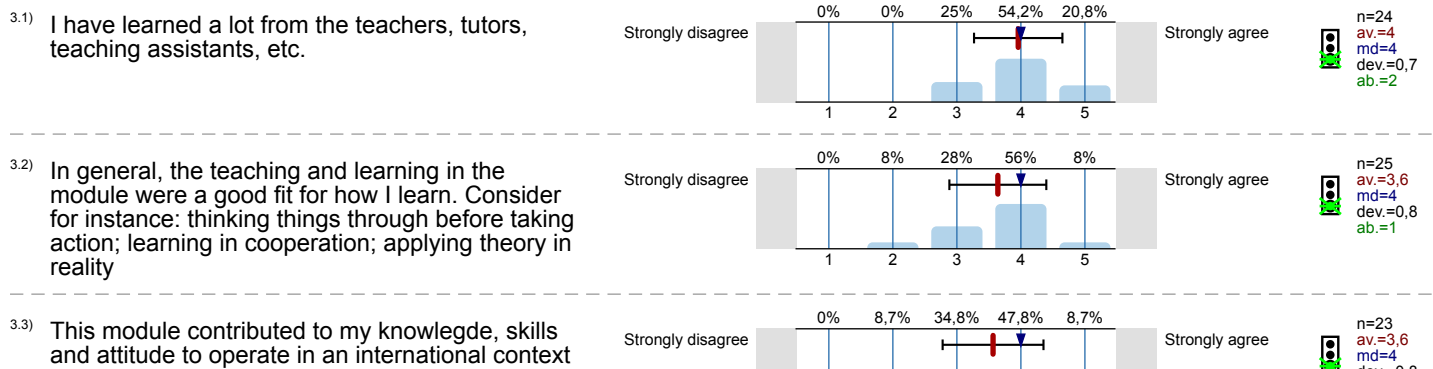 3.1) I have learned a lot from the teachers, tutors,
teaching assistants, etc.
Strongly disagree
0% 0% 25% 54,2% 20,8%
1 2 3 4 5
Strongly agree
n=24
av.=4
md=4
dev.=0,7
ab.=2
3.2) In general, the teaching and learning in the
module were a good fit for how I learn. Consider
for instance: thinking things through before taking
action; learning in cooperation; applying theory in
reality
Strongly disagree
0% 8% 28% 56% 8%
1 2 3 4 5
Strongly agree
n=25
av.=3,6
md=4
dev.=0,8
ab.=1
3.3) This module contributed to my knowlegde, skills
and attitude to operate in an international context
Strongly disagree
0% 8,7% 34,8% 47,8% 8,7%
Strongly agree
n=23
av.=3,6
md=4
dev.=0,8